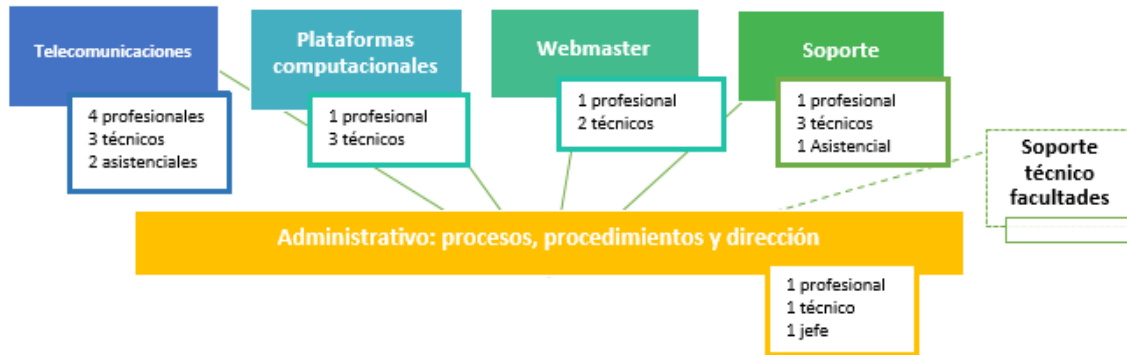 Telecomunicaciones
4 profesionales
3 técnicos
2 asistenciales
Plataformas
computacionales
1 profesional
3 técnicos
Webmaster
1 profesional
2 técnicos
Soporte
1 profesional
3 técnicos
1 Asistencial
Soporte
técnico
facultades
Administrativo: procesos, procedimientos y dirección
1 profesional
1 técnico
1 jefe